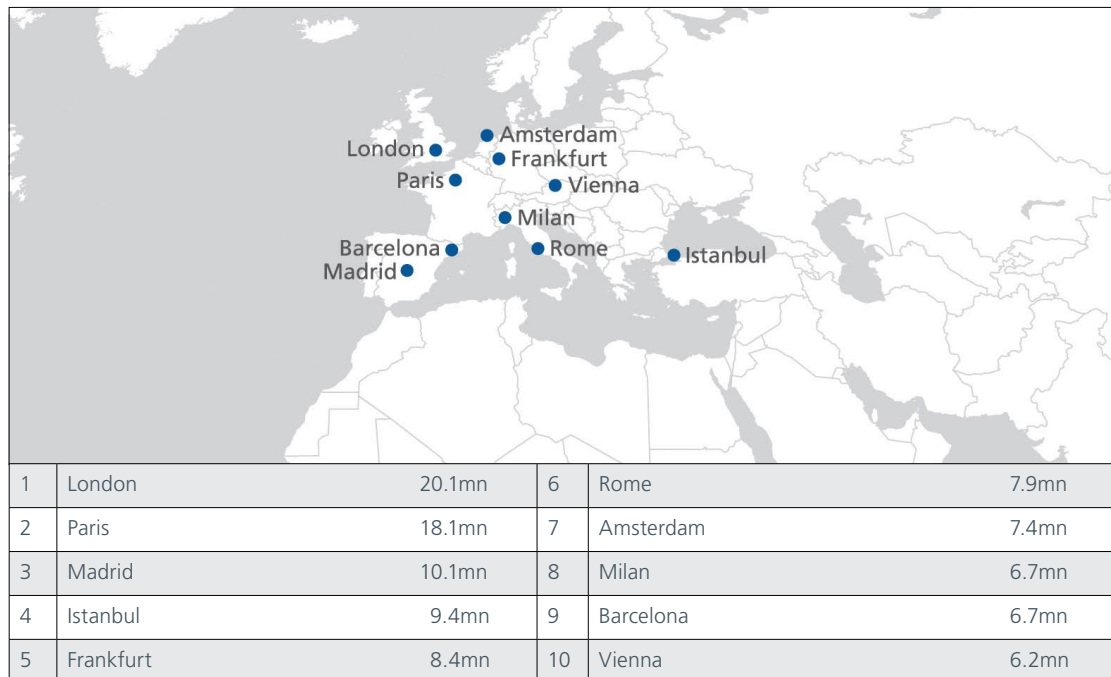 Amsterdam
London
Frankfurt
Paris
Vienna
Milan
Barcelona
Rome
Istanbul
Madrid
1 London 20.1mn 6 Rome 7.9mn
2 Paris 18.1mn 7 Amsterdam 7.4mn
3 Madrid 10.1mn 8 Milan 6.7mn
4 Istanbul 9.4mn 9 Barcelona 6.7mn
5 Frankfurt 8.4mn 10 Vienna 6.2mn